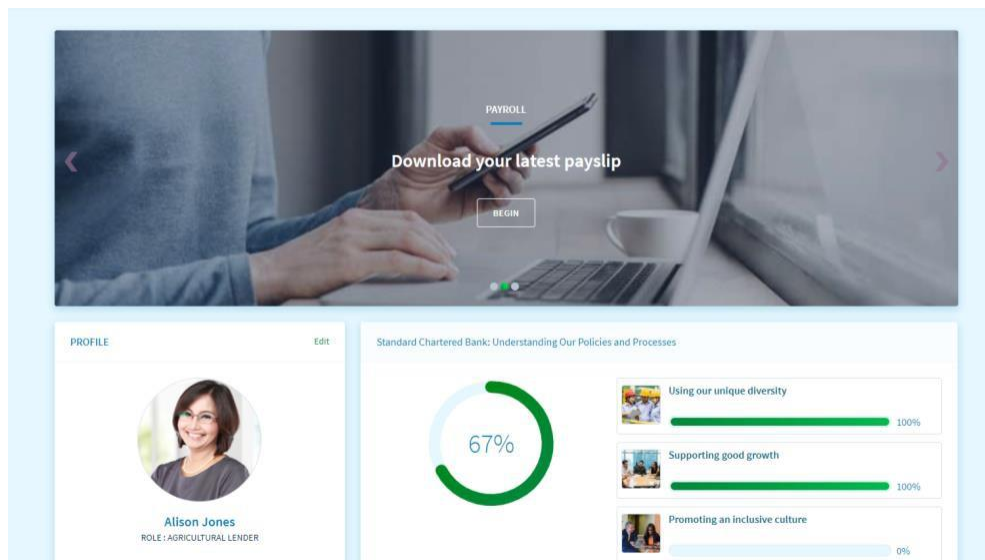 PAYROLL
Download your latest payslip
BEGIN
PROFILE
Edit
Alison Jones
ROLE : AGRICULTURAL LENDER
Standard Chartered Bank: Understanding Our Policies and Processes
67%
Using our unique diversity
100%
Supporting good growth
100%
Promoting an inclusive culture
0%